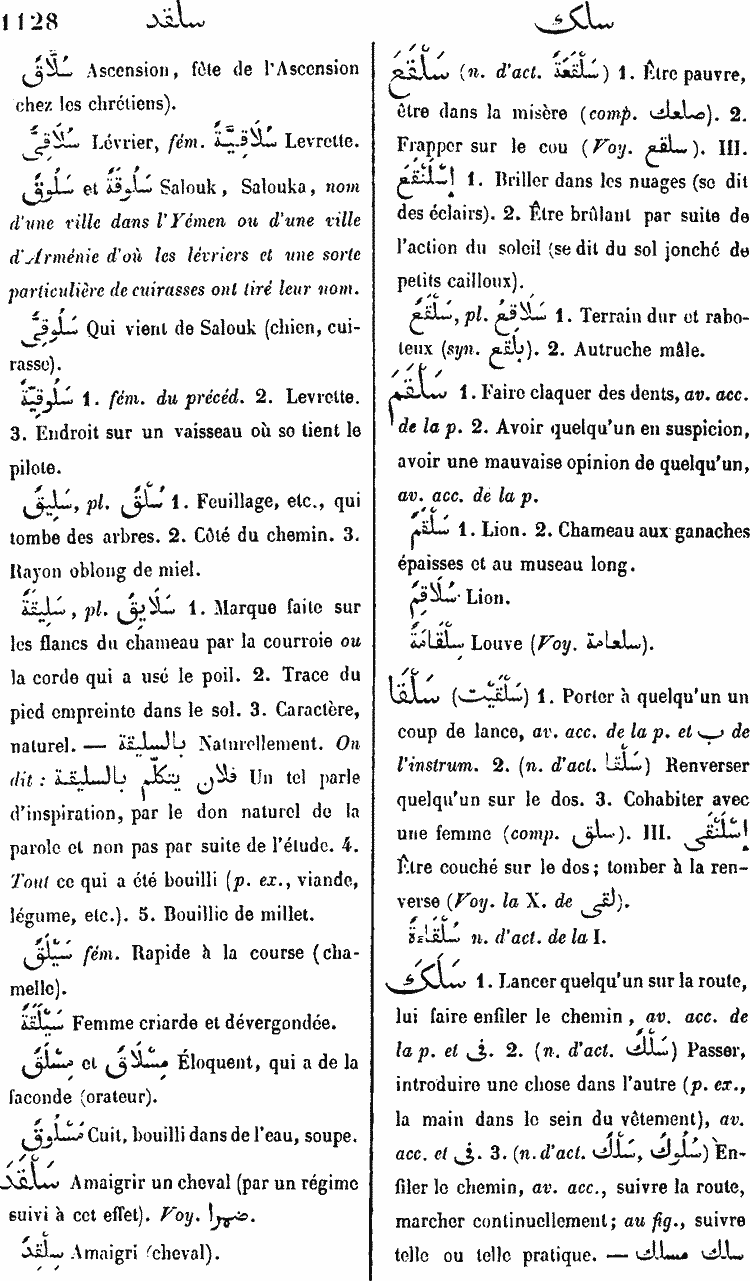 1128 سلقد سلك
سُلَّاقٌ Ascension, fête de l'Ascension
chez les chrétiens).
سُلَاقِىٌّ Lévrier, fém. سُلَاقِيَّةٌ Levrette.
سَلُوقٌ et سَلُوقَةٌ Salouk, Salouka, nom
d'une ville dans l'Yémen ou d'une ville
d'Arménie d'où les lévriers et une sorte
particulière de cuirasses ont tiré leur nom.
سَلُوقِىٌّ Qui vient de Salouk (chien, cui-
rasse).
سَلُوقِيَّةٌ 1. fém. du précéd. 2. Levrette.
3. Endroit sur un vaisseau où se tient le
pilote.
سَلِيقٌ, pl. سُلُقٌ 1. Feuillage, etc., qui
tombe des arbres. 2. Côté du chemin. 3.
Rayon oblong de miel.
سَلِيقَةٌ, pl. سَلَايِقُ 1. Marque faite sur
les flancs du chameau par la courroie ou
la corde qui a usé le poil. 2. Trace du
pied empreinte dans le sol. 3. Caractère,
naturel. — بالسليقة Naturellement. On
dit : فلان يتكلّم بالسليقة Un tel parle
d'inspiration, par le don naturel de la
parole et non pas par suite de l'étude. 4.
Tout ce qui a été bouilli (p. ex., viande,
légume, etc.). 5. Bouillie de millet.
سَيْلَقٌ fém. Rapide à la course (cha-
melle).
سَيْلَقَةٌ Femme criarde et dévergondée.
مِسْلَقٌ et مِسْلَاقٌ Éloquent, qui a de la
faconde (orateur).
مَسْلُوقٌ Cuit, bouilli dans de l'eau, soupe.
سَلْقَدَ Amaigrir un cheval (par un régime
suivi à cet effet). Voy. ضمرا.
سِلْقِدٌ Amaigri (cheval).
سَلْقَعَ (n. d'act. سَلْقَعَةٌ) 1. Être pauvre,
être dans la misère (comp. صلعك). 2.
Frapper sur le cou (Voy. سلفع). III.
إِسْلَنْقَعَ 1. Briller dans les nuages (se dit
des éclairs). 2. Être brûlant par suite de
l'action du soleil (se dit du sol jonché de
petits cailloux).
سَلْقَعٌ, pl. سَلَاقِعُ 1. Terrain dur et rabo-
teux (syn. بلقع). 2. Autruche mâle.
سَلْقَمَ 1. Faire claquer des dents, av. acc.
de la p. 2. Avoir quelqu'un en suspicion,
avoir une mauvaise opinion de quelqu'un,
av. acc. de la p.
سَلْقَمٌ 1. Lion. 2. Chameau aux ganaches
épaisses et au museau long.
سُلَاقِمٌ Lion.
سِلْقَامَةٌ Louve (Voy. سلعامة).
سَلْقَا (سَلْقَيْتَ) 1. Porter à quelqu'un un
coup de lance, av. acc. de la p. et ب de
l'instrum. 2. (n. d'act. سَلْقًا) Renverser
quelqu'un sur le dos. 3. Cohabiter avec
une femme (comp. سلق). III. إِسْلَنْقَى
Être couché sur le dos; tomber à la ren-
verse (Voy. la X. de لقى).
سَلْقَاءَةٌ n. d'act. de la I.
سَلَكَ 1. Lancer quelqu'un sur la route,
lui faire enfiler le chemin, av. acc. de
la p. et فى. 2. (n. d'act. سَلْكٌ) Passer,
introduire une chose dans l'autre (p. ex.,
la main dans le sein du vêtement), av.
acc. et فى. 3. (n. d'act. سَلْكٌ, سُلُوكٌ) En-
filer le chemin, av. acc., suivre la route,
marcher continuellement; au fig., suivre
telle ou telle pratique. — سلك مسلك